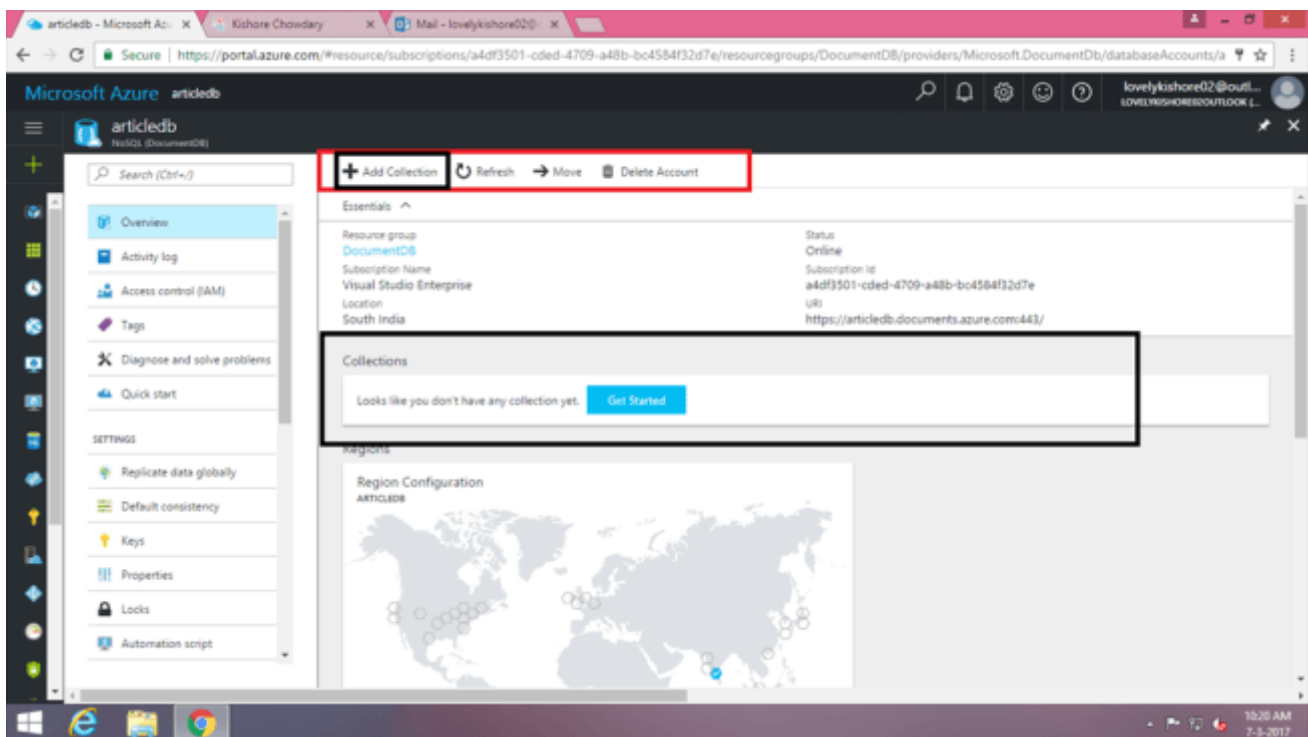 articledb - Microsoft Az
Kishore Chowdary
Mail - lovelykishore02@
Secure | https://portal.azure.com/#resource/subscriptions/a4df3501-cded-4709-a48b-bc4584f32d7e/resourcegroups/DocumentDB/providers/Microsoft.DocumentDb/databaseAccounts/a
Microsoft Azure articledb
lovelykishore02@outl...
articledb
NoSQL (DocumentDB)
Search (Ctrl+/)
Add Collection Refresh Move Delete Account
Overview
Activity log
Access control (IAM)
Tags
Diagnose and solve problems
Quick start
SETTINGS
Replicate data globally
Default consistency
Keys
Properties
Locks
Automation script
Essentials
Resource group
DocumentDB
Subscription Name
Visual Studio Enterprise
Location
South India
Status
Online
Subscription id
a4df3501-cded-4709-a48b-bc4584f32d7e
URI
https://articledb.documents.azure.com:443/
Collections
Looks like you don't have any collection yet. Get Started
Regions
Region Configuration
ARTICLEDB
10:20 AM
7-3-2017